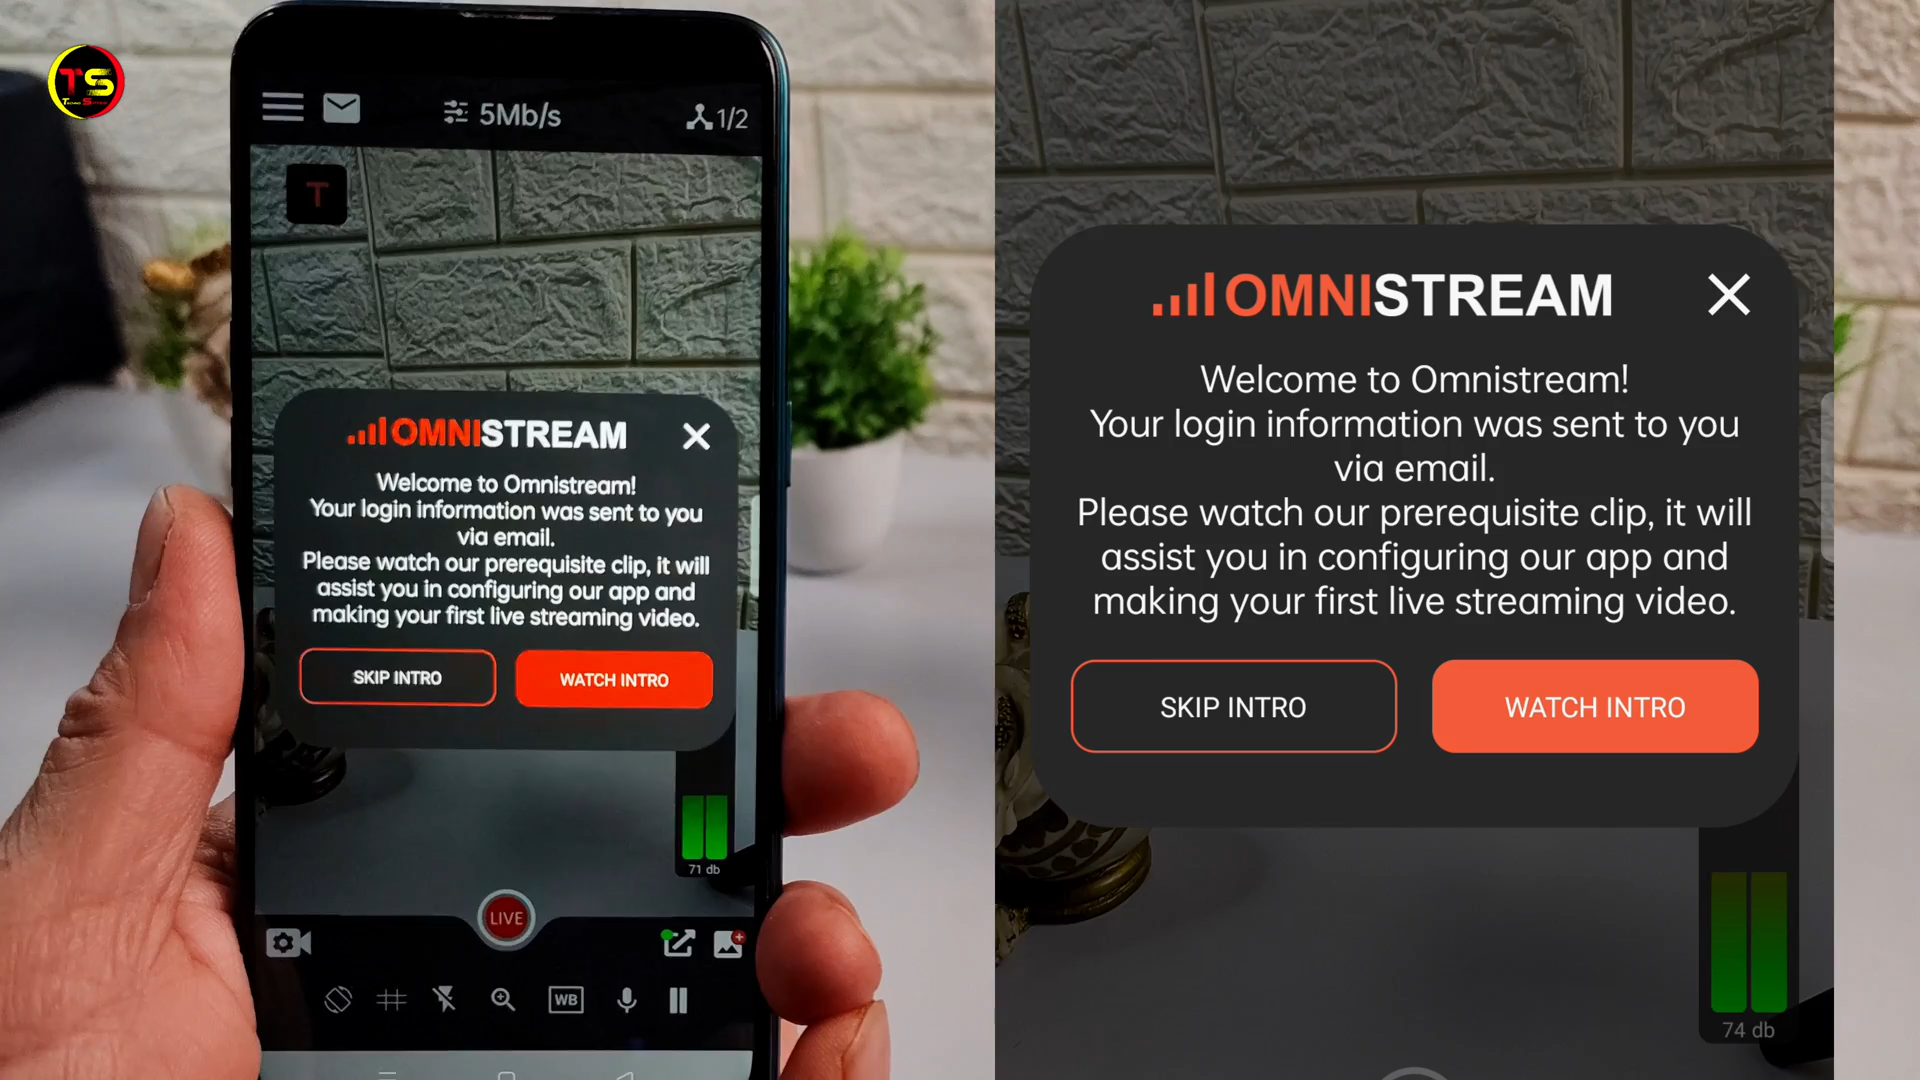 TS
5Mb/s
1/2
T
OMNISTREAM
Welcome to Omnistream!
Your login information was sent to you
via email.
Please watch our prerequisite clip, it will
assist you in configuring our app and
making your first live streaming video.
SKIP INTRO
WATCH INTRO
71 db
LIVE
WB
OMNISTREAM
Welcome to Omnistream!
Your login information was sent to you
via email.
Please watch our prerequisite clip, it will
assist you in configuring our app and
making your first live streaming video.
SKIP INTRO
WATCH INTRO
74 db